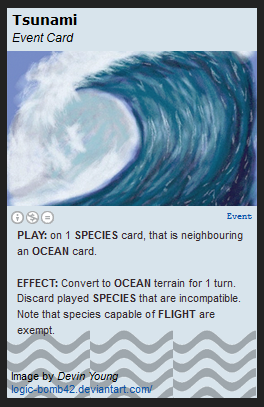 Tsunami
Event Card
Event
PLAY: on 1 SPECIES card, that is neighbouring
an OCEAN card.
EFFECT: Convert to OCEAN terrain for 1 turn.
Discard played SPECIES that are incompatible.
Note that species capable of FLIGHT are
exempt.
Image by Devin Young
logic-bomb42.deviantart.com/